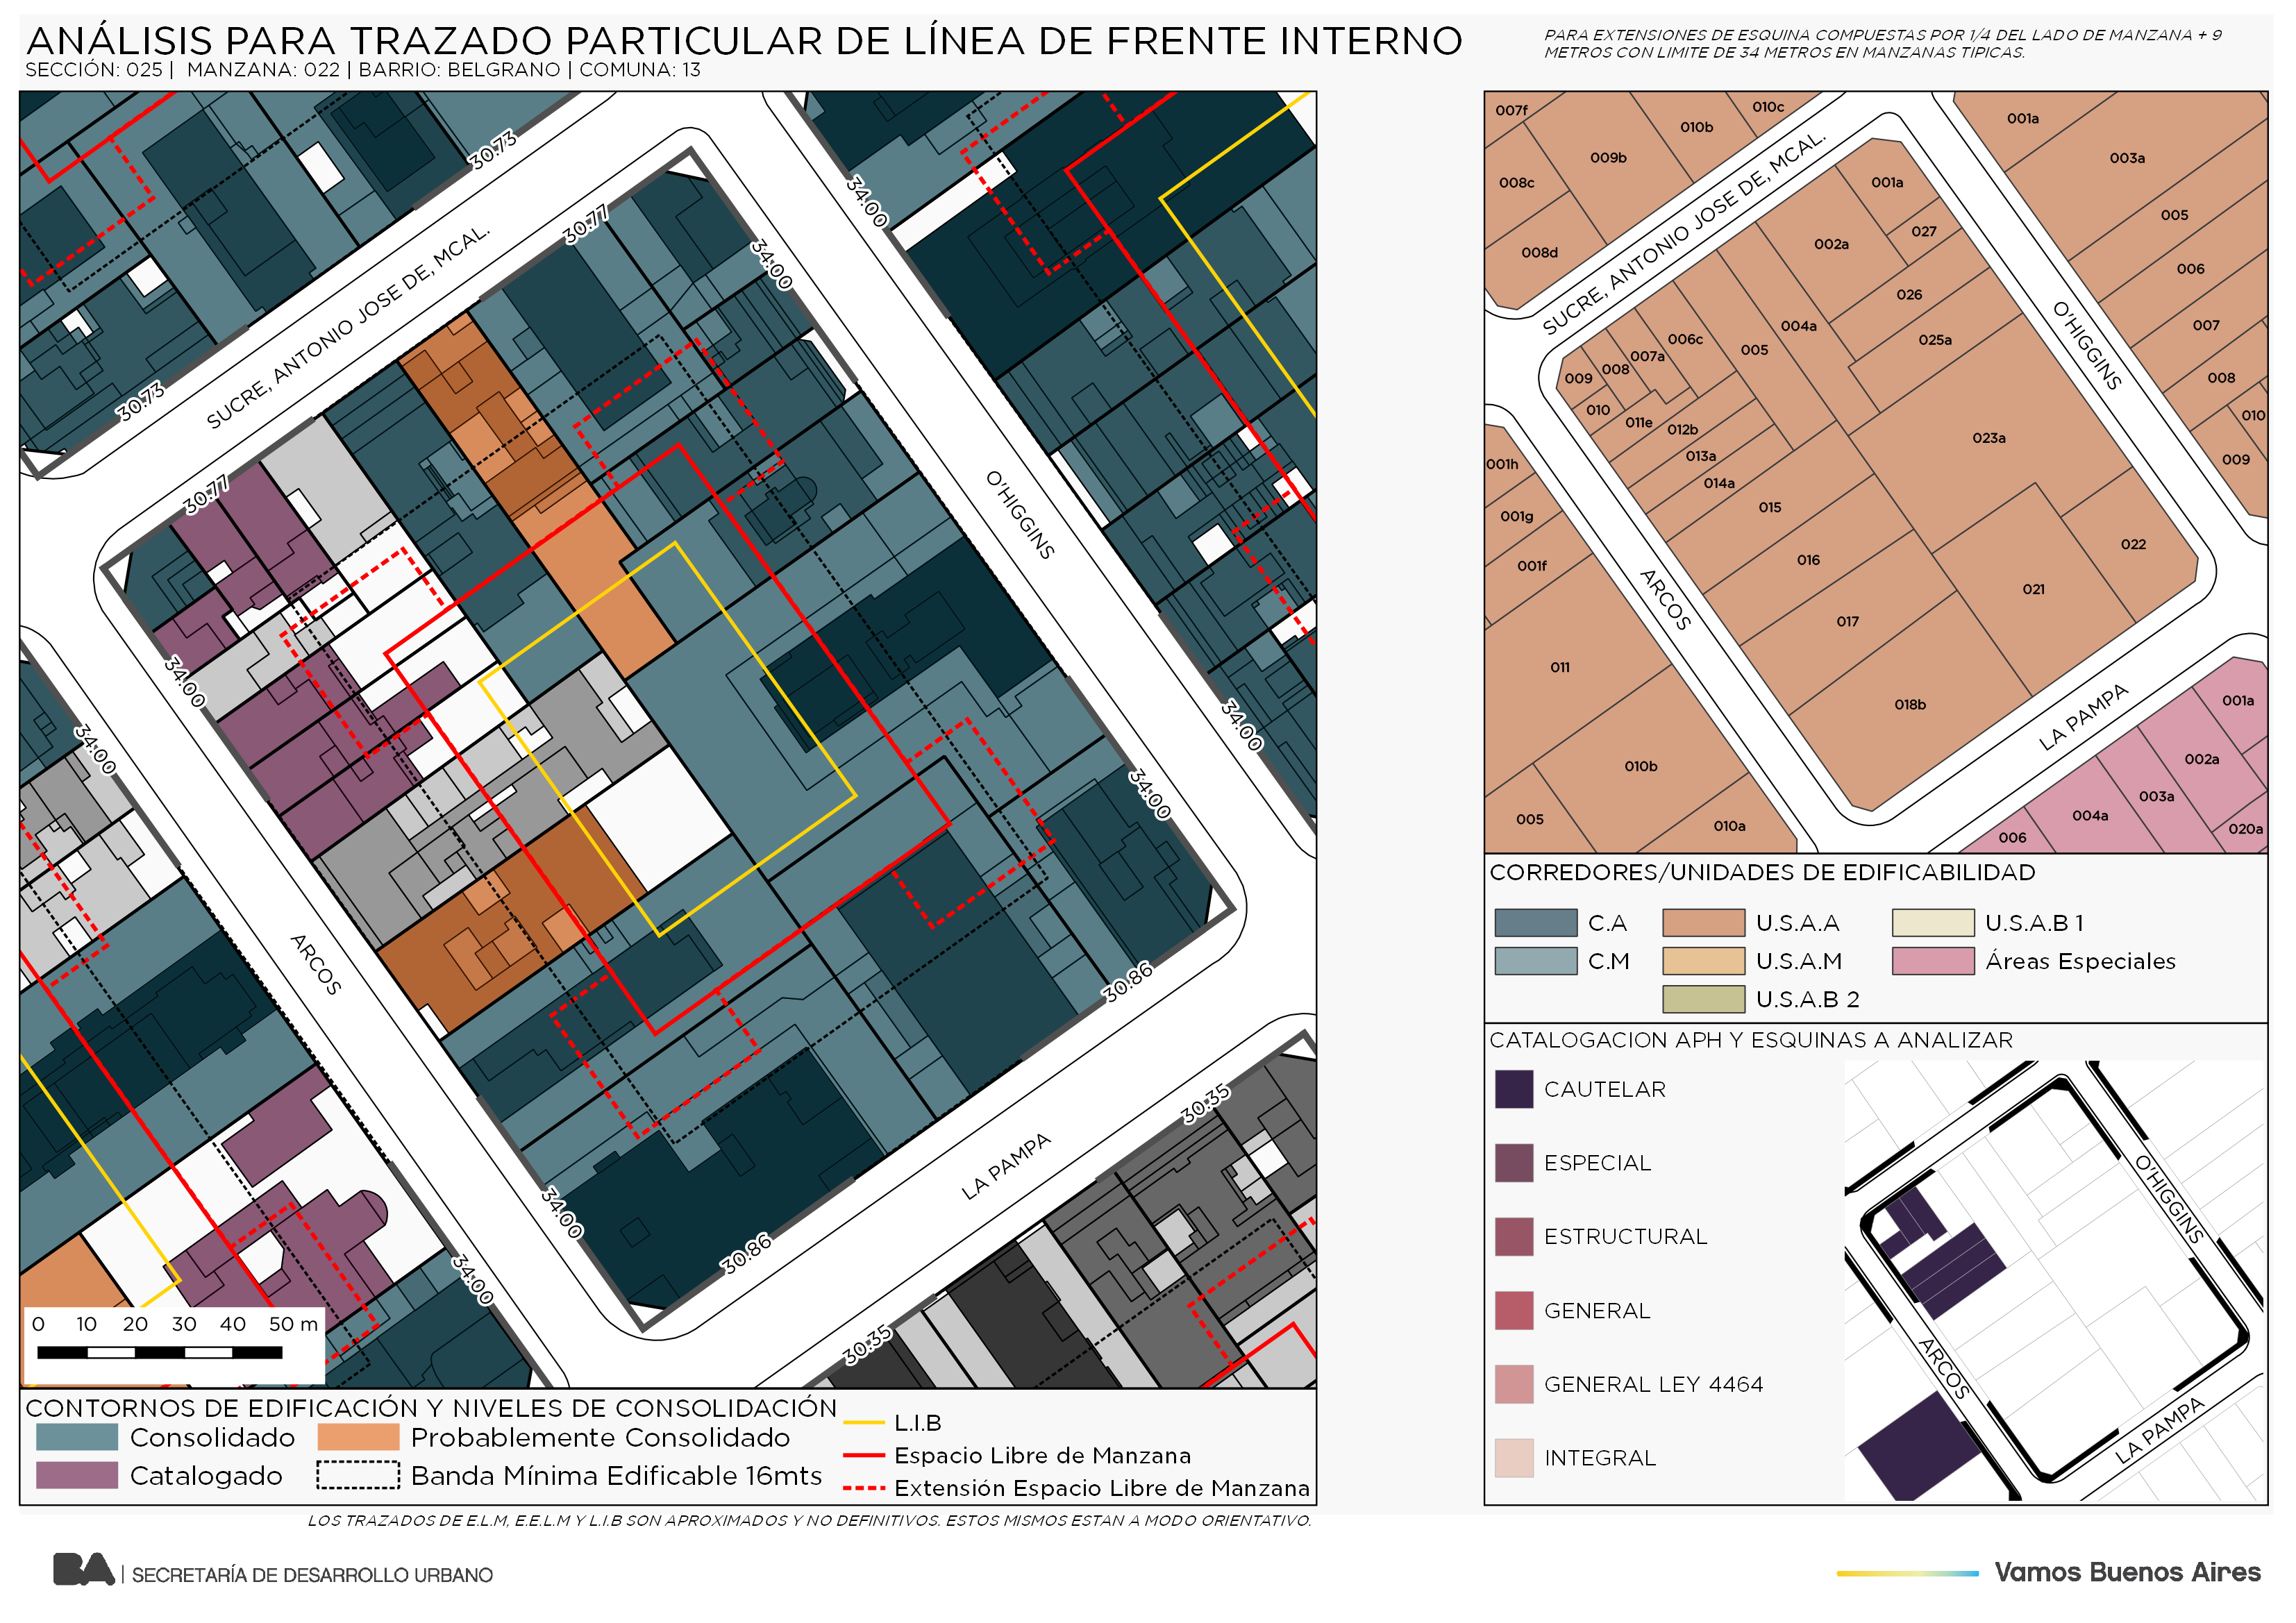 ANÁLISIS PARA TRAZADO PARTICULAR DE LÍNEA DE FRENTE INTERNO
SECCIÓN: 025 | MANZANA: 022 | BARRIO: BELGRANO | COMUNA: 13
PARA EXTENSIONES DE ESQUINA COMPUESTAS POR 1/4 DEL LADO DE MANZANA + 9
METROS CON LIMITE DE 34 METROS EN MANZANAS TIPICAS.
30.73
34.00
30.77
34.00
SUCRE, ANTONIO JOSE DE, MCAL.
30.73
30.77
O'HIGGINS
34.00
34.00
34.00
34.00
ARCOS
30.86
34.00
LA PAMPA
30.35
30.86
34.00
30.35
0 10 20 30 40 50 m
CONTORNOS DE EDIFICACIÓN Y NIVELES DE CONSOLIDACIÓN
Consolidado
Probablemente Consolidado
Catalogado
Banda Mínima Edificable 16mts
L.I.B
Espacio Libre de Manzana
Extensión Espacio Libre de Manzana
LOS TRAZADOS DE E.L.M, E.E.L.M Y L.I.B SON APROXIMADOS Y NO DEFINITIVOS. ESTOS MISMOS ESTAN A MODO ORIENTATIVO.
007f
010c
010b
009b
008c
008d
001a
003a
005
006
007
008
010
009
SUCRE, ANTONIO JOSE DE, MCAL.
001a
027
002a
026
025a
004a
005
006c
007a
008
009
010
011e
012b
013a
014a
015
016
017
018b
023a
022
021
O'HIGGINS
001h
001g
001f
011
010b
005
010a
ARCOS
LA PAMPA
001a
002a
003a
004a
006
020a
CORREDORES/UNIDADES DE EDIFICABILIDAD
C.A
U.S.A.A
U.S.A.B 1
C.M
U.S.A.M
Áreas Especiales
U.S.A.B 2
CATALOGACION APH Y ESQUINAS A ANALIZAR
CAUTELAR
ESPECIAL
ESTRUCTURAL
GENERAL
GENERAL LEY 4464
INTEGRAL
O'HIGGINS
ARCOS
LA PAMPA
BA | SECRETARÍA DE DESARROLLO URBANO
Vamos Buenos Aires